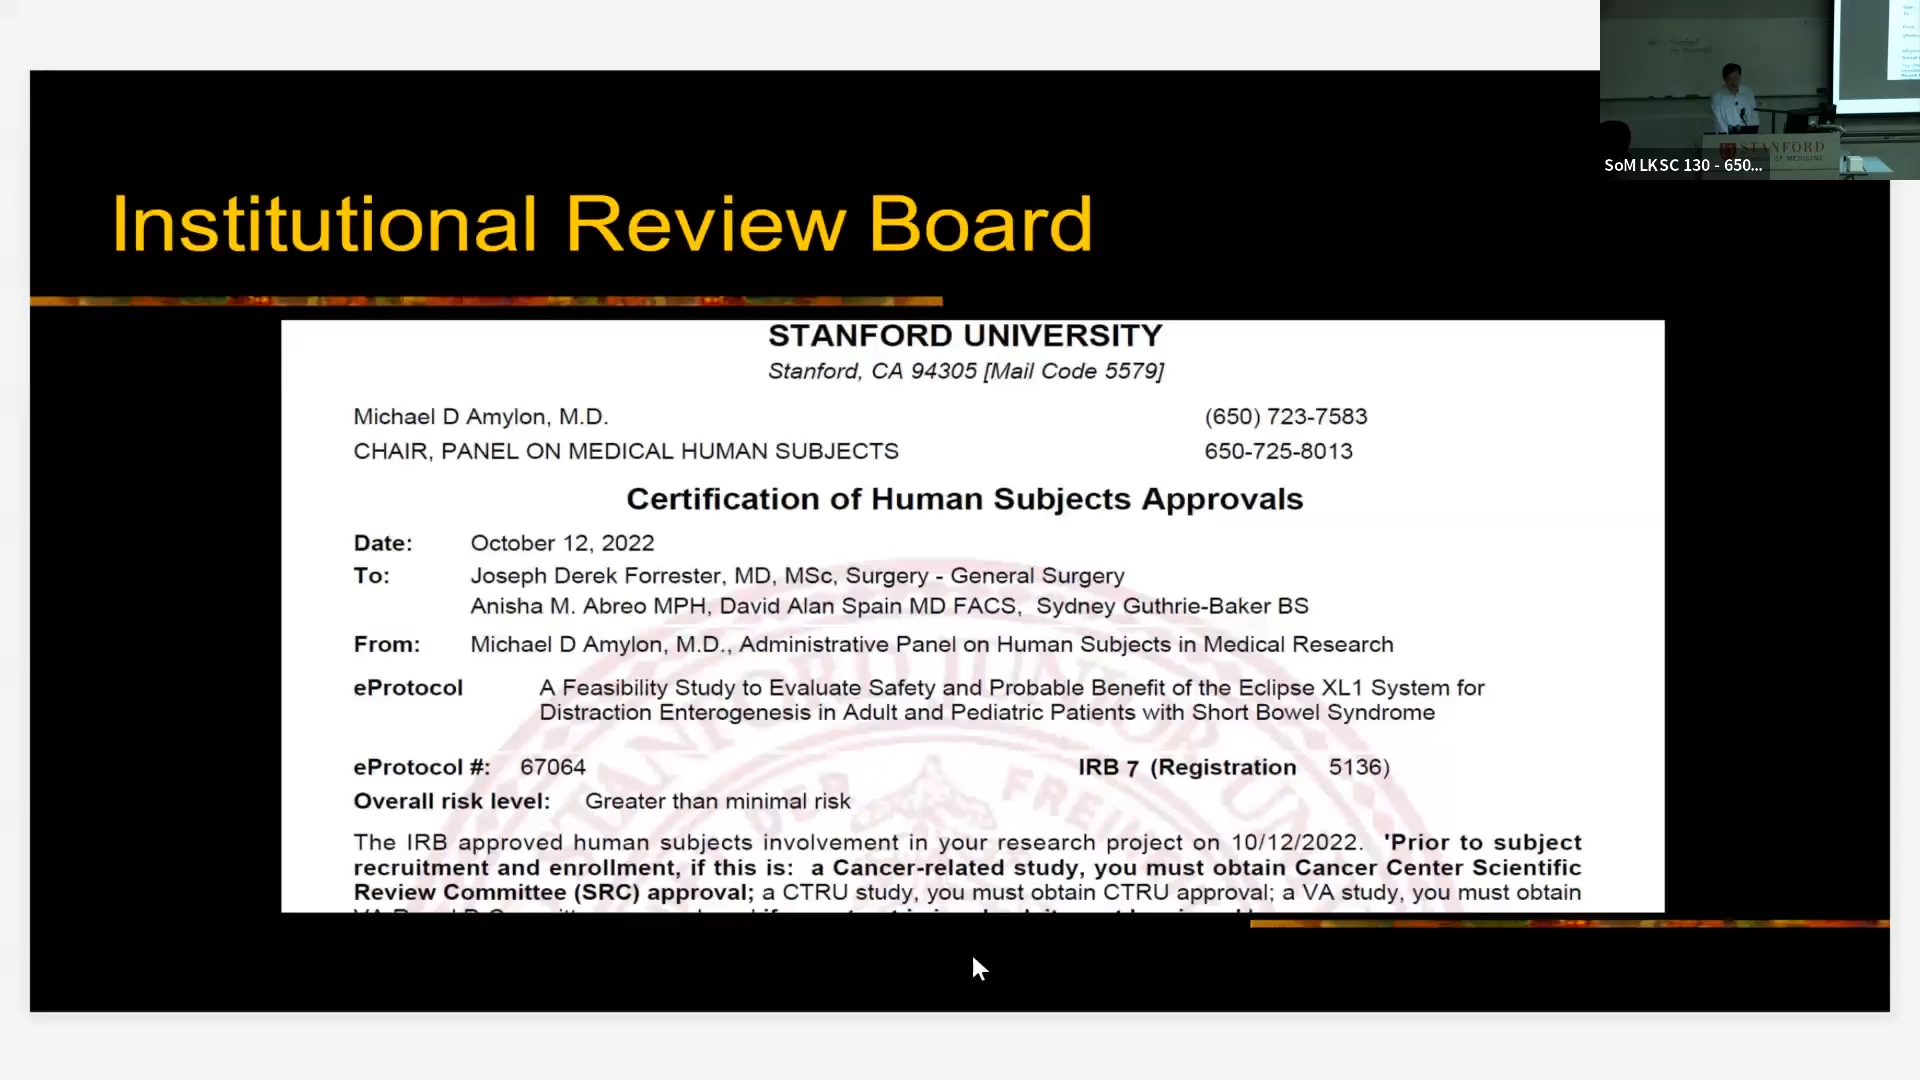 Institutional Review Board
STANFORD UNIVERSITY
Stanford, CA 94305 [Mail Code 5579]
Michael D Amylon, M.D. (650) 723-7583
CHAIR, PANEL ON MEDICAL HUMAN SUBJECTS 650-725-8013
Certification of Human Subjects Approvals
Date: October 12, 2022
To: Joseph Derek Forrester, MD, MSc, Surgery - General Surgery
Anisha M. Abreo MPH, David Alan Spain MD FACS, Sydney Guthrie-Baker BS
From: Michael D Amylon, M.D., Administrative Panel on Human Subjects in Medical Research
eProtocol A Feasibility Study to Evaluate Safety and Probable Benefit of the Eclipse XL1 System for
Distraction Enterogenesis in Adult and Pediatric Patients with Short Bowel Syndrome
eProtocol #: 67064 IRB 7 (Registration 5136)
Overall risk level: Greater than minimal risk
The IRB approved human subjects involvement in your research project on 10/12/2022. 'Prior to subject
recruitment and enrollment, if this is: a Cancer-related study, you must obtain Cancer Center Scientific
Review Committee (SRC) approval; a CTRU study, you must obtain CTRU approval; a VA study, you must obtain
STANFORD
OF MEDICINE
SoM LKSC 130 - 650...